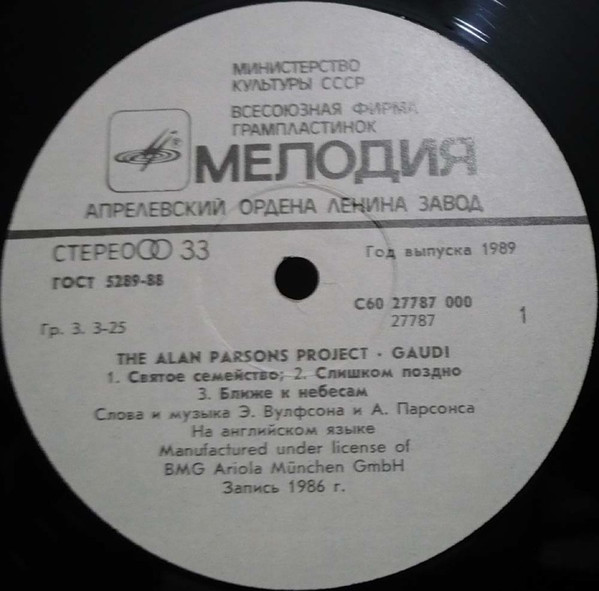 МИНИСТЕРСТВО
КУЛЬТУРЫ СССР
ВСЕСОЮЗНАЯ ФИРМА
ГРАМПЛАСТИНОК
МЕЛОДИЯ
АПРЕЛЕВСКИЙ ОРДЕНА ЛЕНИНА ЗАВОД
СТЕРЕО 33
Год выпуска 1989
ГОСТ 5289-88
С60 27787 000
27787
1
Гр. 3. 3-25
THE ALAN PARSONS PROJECT · GAUDI
1. Святое семейство; 2. Слишком поздно
3. Ближе к небесам
Слова и музыка Э. Вулфсона и А. Парсонса
На английском языке
Manufactured under license of
BMG Ariola München GmbH
Запись 1986 г.